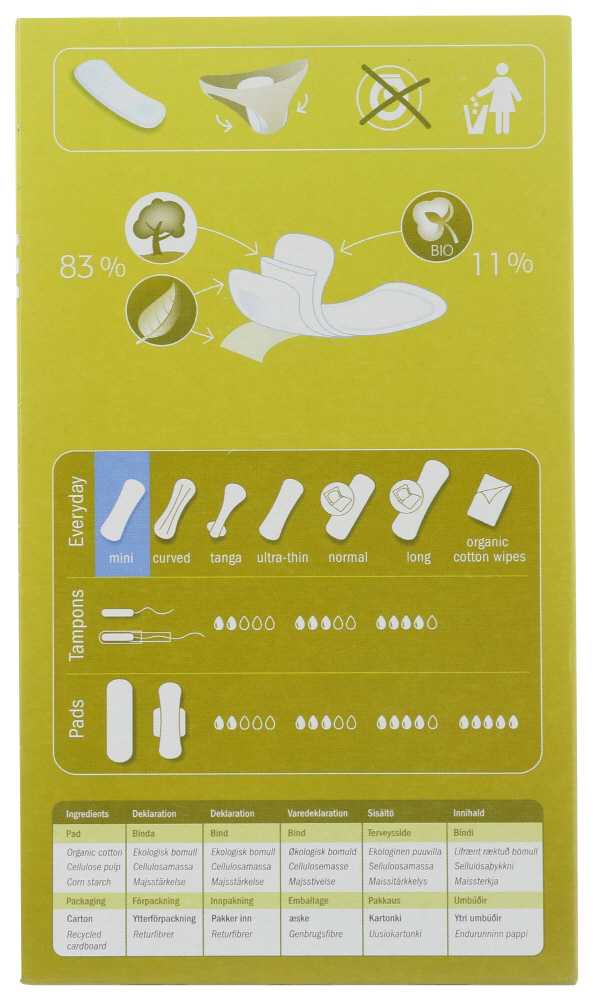 83 %
BIO
11 %
Everyday
mini
curved
tanga
ultra-thin
normal
long
organic
cotton wipes
Tampons
Pads
Ingredients Deklaration Deklaration Varedeklaration Sisältö Innihald
Pad Binda Bind Bind Terveysside Bindi
Organic cotton Ekologisk bomull Ekologisk bomull Økologisk bomuld Ekologinen puuvilla Lífrænt ræktuð bómull
Cellulose pulp Cellulosamassa Cellulosamassa Cellulosemasse Selluloosamassa Sellulósaþykkni
Corn starch Majsstärkelse Majsstärkelse Majsstivelse Maissitärkkelys Maissterkja
Packaging Förpackning Innpakning Emballage Pakkaus Umbúðir
Carton Ytterförpackning Pakker inn æske Kartonki Ytri umbúðir
Recycled Returfibrer Returfibrer Genbrugsfibre Uusiokartonki Endurunninn pappi
cardboard